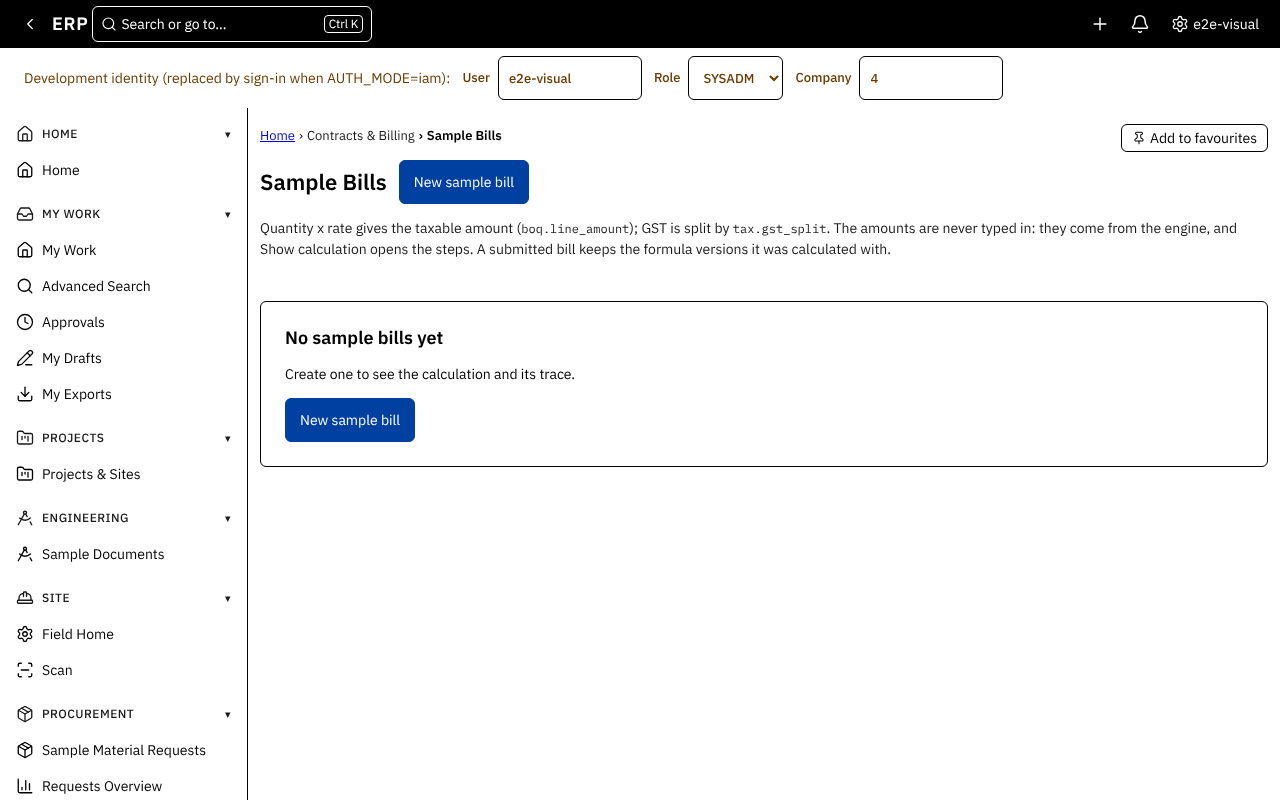 ERP
Search or go to... Ctrl K
e2e-visual
Development identity (replaced by sign-in when AUTH_MODE=iam): User e2e-visual Role SYSADM Company 4
HOME
Home
MY WORK
My Work
Advanced Search
Approvals
My Drafts
My Exports
PROJECTS
Projects & Sites
ENGINEERING
Sample Documents
SITE
Field Home
Scan
PROCUREMENT
Sample Material Requests
Requests Overview
Home › Contracts & Billing › Sample Bills
Add to favourites
Sample Bills
New sample bill
Quantity x rate gives the taxable amount (boq.line_amount); GST is split by tax.gst_split. The amounts are never typed in: they come from the engine, and
Show calculation opens the steps. A submitted bill keeps the formula versions it was calculated with.
No sample bills yet
Create one to see the calculation and its trace.
New sample bill